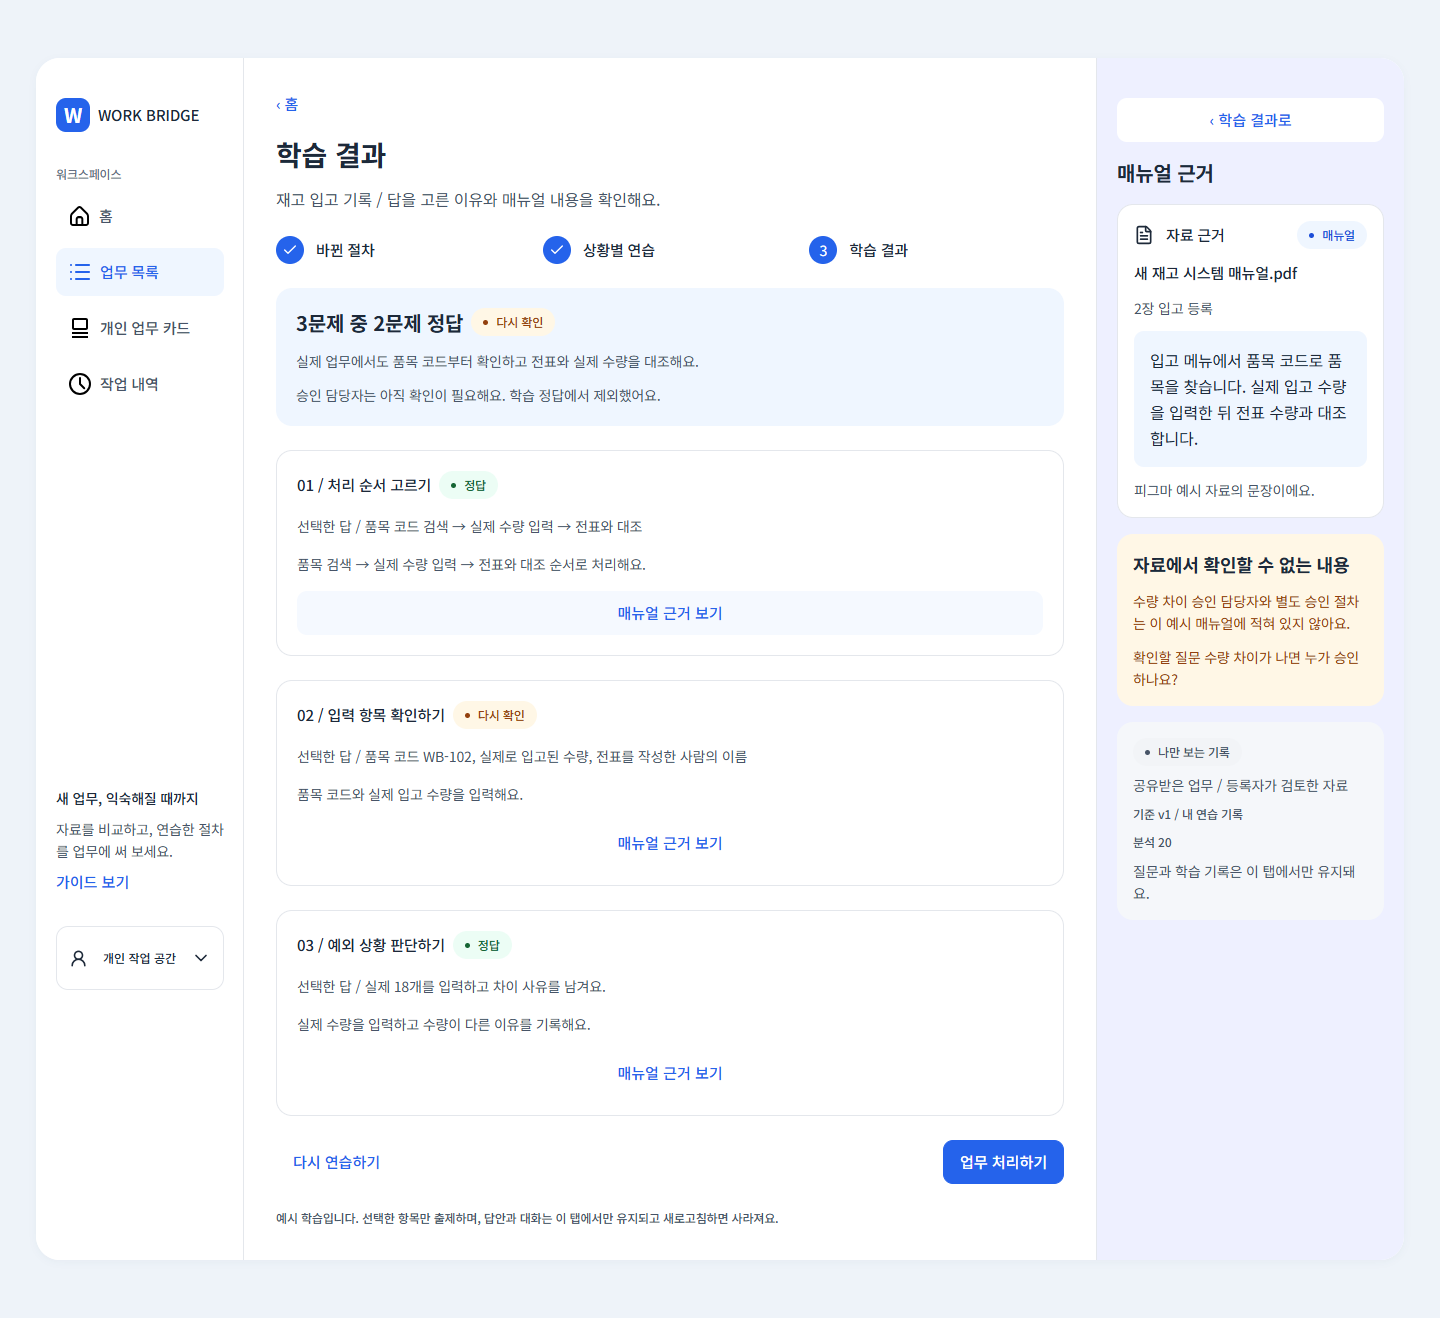 W WORK BRIDGE
워크스페이스
홈
업무 목록
개인 업무 카드
작업 내역
새 업무, 익숙해질 때까지
자료를 비교하고, 연습한 절차
를 업무에 써 보세요.
가이드 보기
개인 작업 공간
‹ 홈
학습 결과
재고 입고 기록 / 답을 고른 이유와 매뉴얼 내용을 확인해요.
바뀐 절차
상황별 연습
3 학습 결과
3문제 중 2문제 정답 • 다시 확인
실제 업무에서도 품목 코드부터 확인하고 전표와 실제 수량을 대조해요.
승인 담당자는 아직 확인이 필요해요. 학습 정답에서 제외했어요.
01 / 처리 순서 고르기 • 정답
선택한 답 / 품목 코드 검색 → 실제 수량 입력 → 전표와 대조
품목 검색 → 실제 수량 입력 → 전표와 대조 순서로 처리해요.
매뉴얼 근거 보기
02 / 입력 항목 확인하기 • 다시 확인
선택한 답 / 품목 코드 WB-102, 실제로 입고된 수량, 전표를 작성한 사람의 이름
품목 코드와 실제 입고 수량을 입력해요.
매뉴얼 근거 보기
03 / 예외 상황 판단하기 • 정답
선택한 답 / 실제 18개를 입력하고 차이 사유를 남겨요.
실제 수량을 입력하고 수량이 다른 이유를 기록해요.
매뉴얼 근거 보기
다시 연습하기
업무 처리하기
예시 학습입니다. 선택한 항목만 출제하며, 답안과 대화는 이 탭에서만 유지되고 새로고침하면 사라져요.
‹ 학습 결과로
매뉴얼 근거
자료 근거 • 매뉴얼
새 재고 시스템 매뉴얼.pdf
2장 입고 등록
입고 메뉴에서 품목 코드로 품
목을 찾습니다. 실제 입고 수량
을 입력한 뒤 전표 수량과 대조
합니다.
피그마 예시 자료의 문장이에요.
자료에서 확인할 수 없는 내용
수량 차이 승인 담당자와 별도 승인 절차
는 이 예시 매뉴얼에 적혀 있지 않아요.
확인할 질문 수량 차이가 나면 누가 승인
하나요?
• 나만 보는 기록
공유받은 업무 / 등록자가 검토한 자료
기준 v1 / 내 연습 기록
분석 20
질문과 학습 기록은 이 탭에서만 유지돼
요.